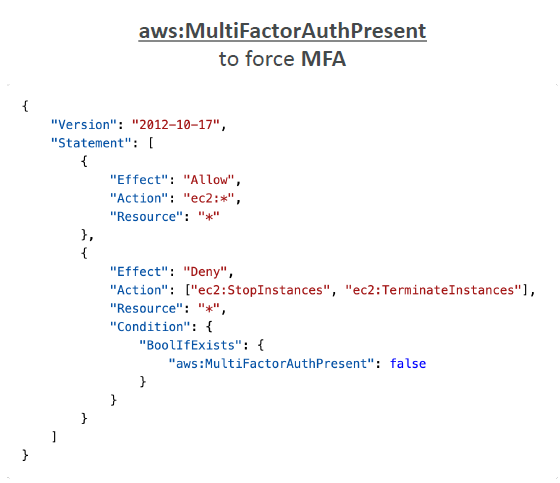 aws:MultiFactorAuthPresent
to force MFA
{
    "Version": "2012-10-17",
    "Statement": [
        {
            "Effect": "Allow",
            "Action": "ec2:*",
            "Resource": "*"
        },
        {
            "Effect": "Deny",
            "Action": ["ec2:StopInstances", "ec2:TerminateInstances"],
            "Resource": "*",
            "Condition": {
                "BoolIfExists": {
                    "aws:MultiFactorAuthPresent": false
                }
            }
        }
    ]
}